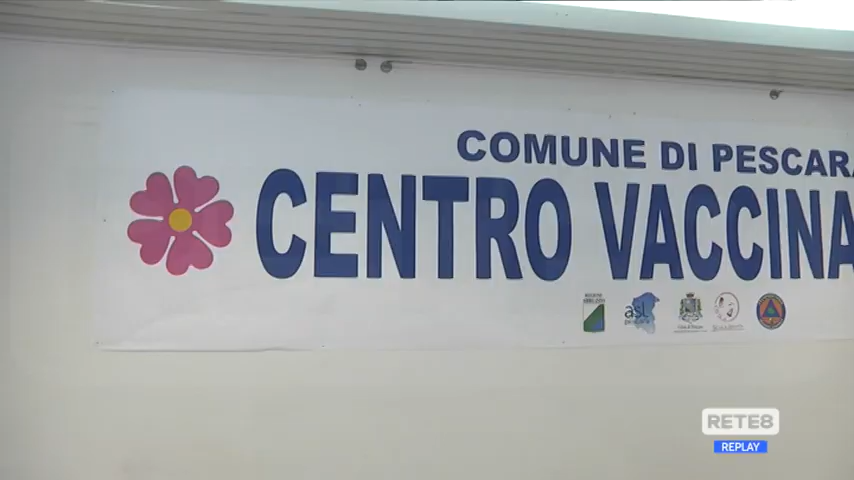 COMUNE DI PESCARA
CENTRO VACCINA
asl
RETE8
REPLAY